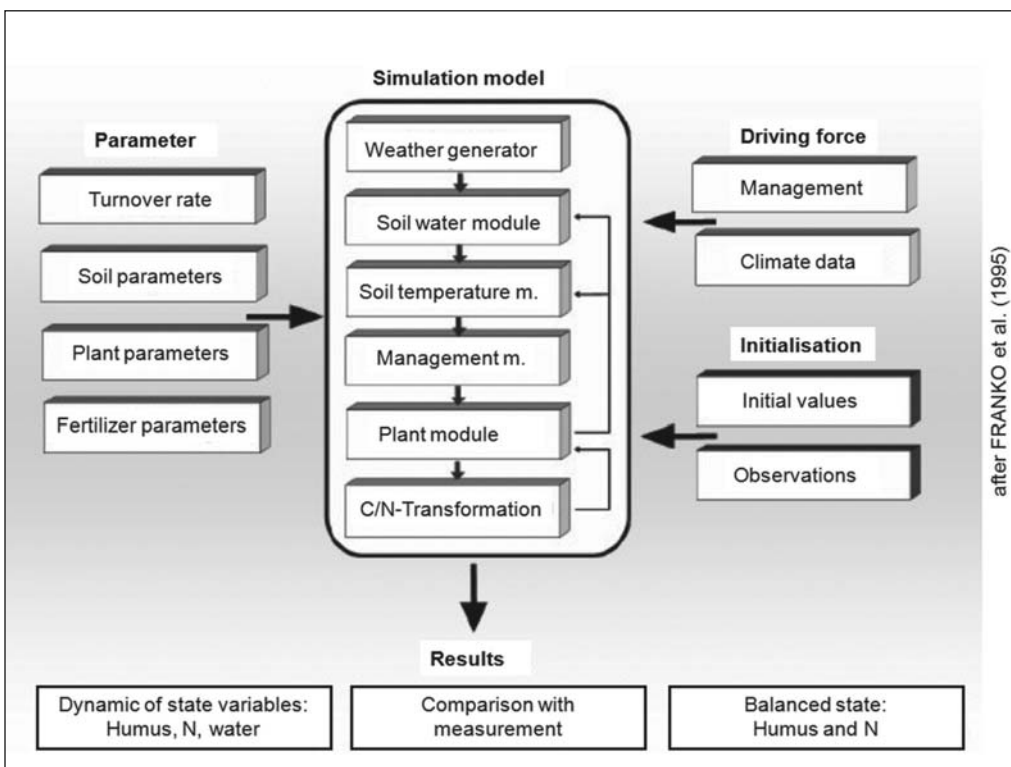 Simulation model
Parameter
Turnover rate
Soil parameters
Plant parameters
Fertilizer parameters
Weather generator
Soil water module
Soil temperature m.
Management m.
Plant module
C/N-Transformation
Driving force
Management
Climate data
Initialisation
Initial values
Observations
after FRANKO et al. (1995)
Results
Dynamic of state variables:
Humus, N, water
Comparison with
measurement
Balanced state:
Humus and N